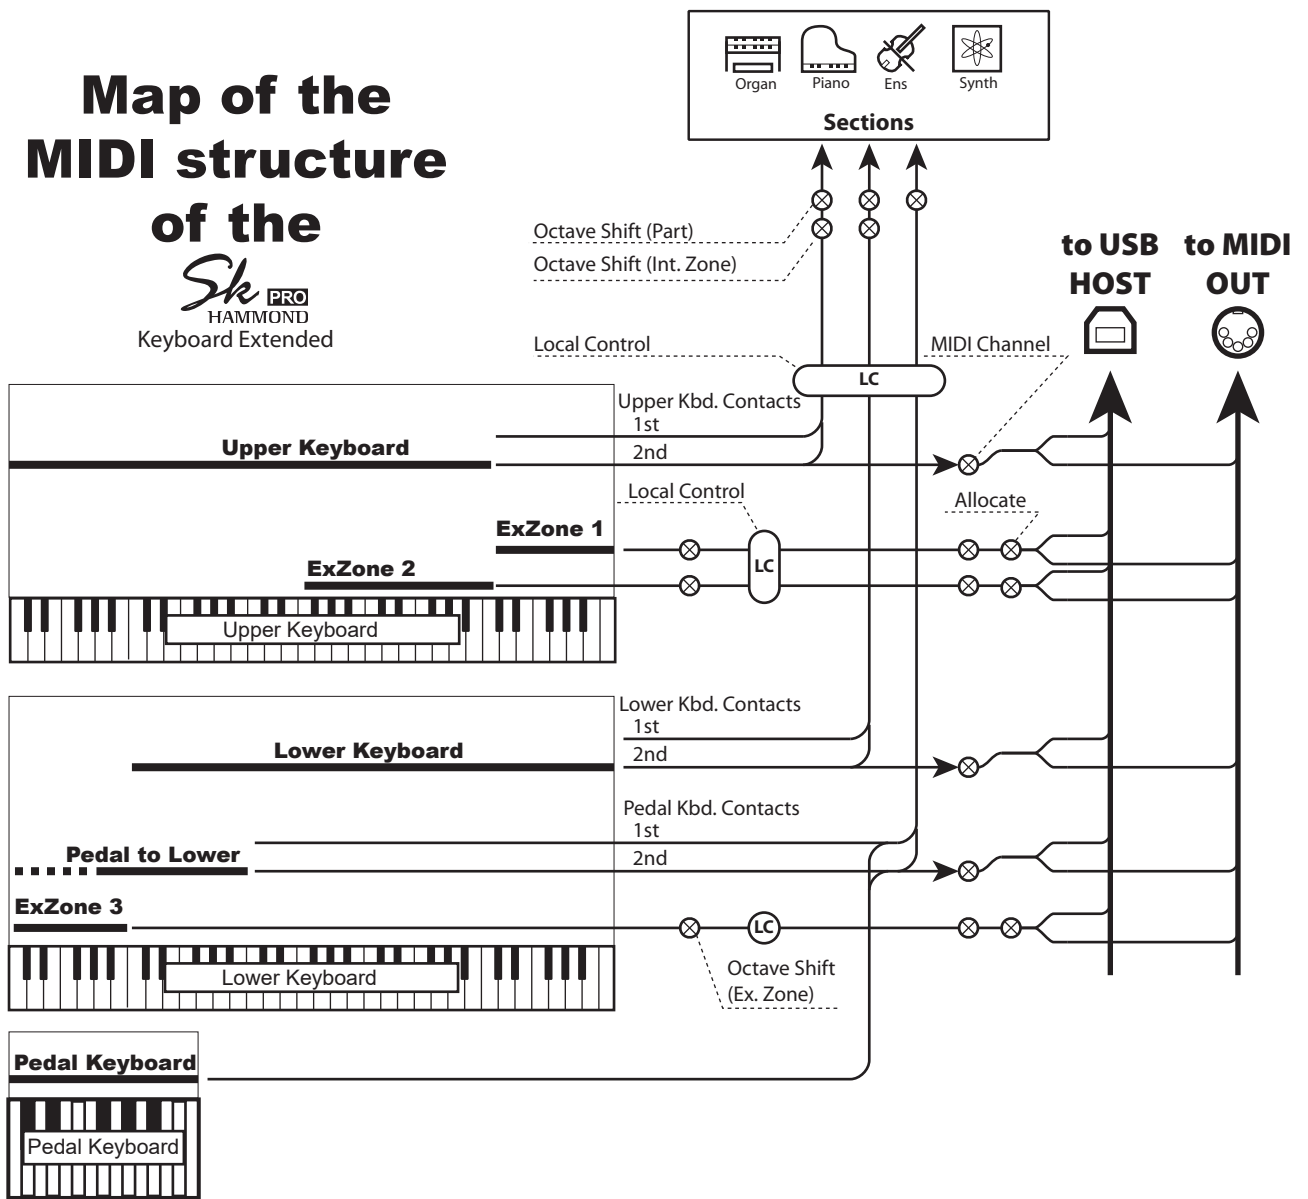 Map of the
MIDI structure
of the
Sk PRO
HAMMOND
Keyboard Extended
Organ
Piano
Ens
Synth
Sections
Octave Shift (Part)
Octave Shift (Int. Zone)
to USB
HOST
to MIDI
OUT
Local Control
MIDI Channel
LC
Upper Kbd. Contacts
1st
2nd
Upper Keyboard
Local Control
Allocate
ExZone 1
ExZone 2
LC
Upper Keyboard
Lower Kbd. Contacts
1st
2nd
Lower Keyboard
Pedal Kbd. Contacts
1st
2nd
Pedal to Lower
ExZone 3
LC
Octave Shift
(Ex. Zone)
Lower Keyboard
Pedal Keyboard
Pedal Keyboard